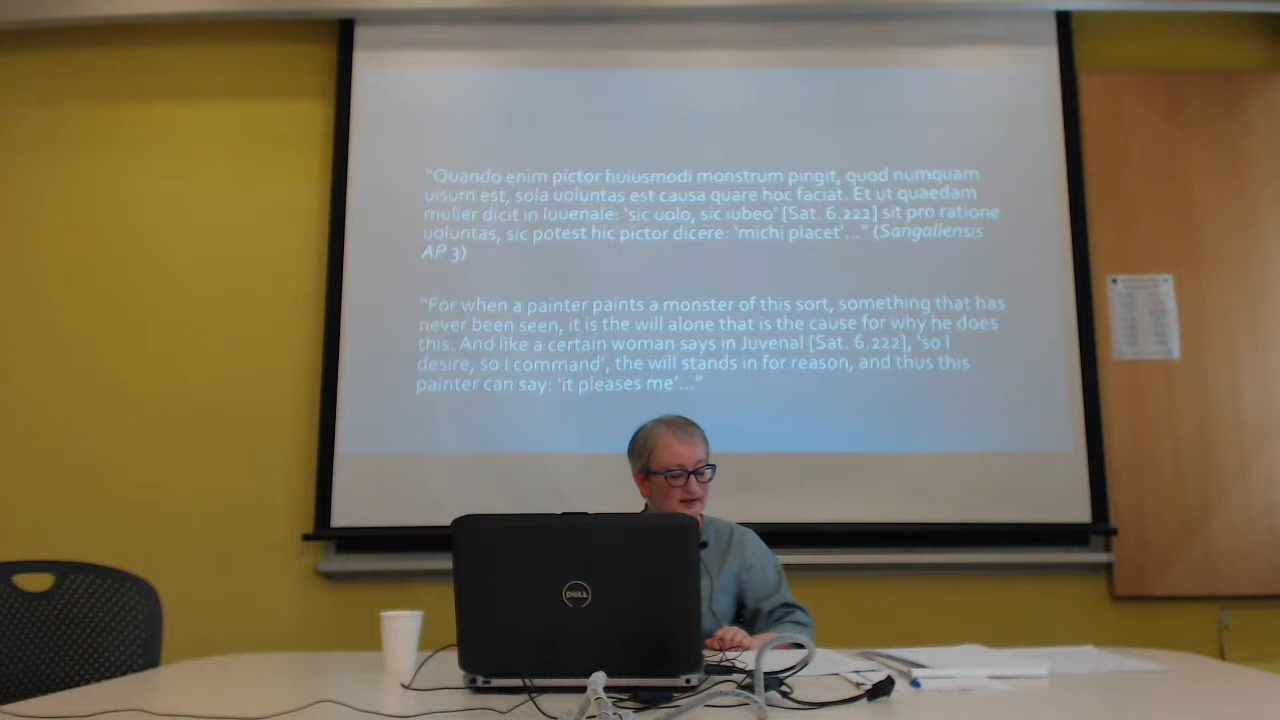 "Quando enim pictor huiusmodi monstrum pingit, quod numquam
uisum est, sola uoluntas est causa quare hoc faciat. Et ut quaedam
mulier dicit in Iuuenale: 'sic uolo, sic iubeo' [Sat. 6.222] sit pro ratione
uoluntas, sic potest hic pictor dicere: 'michi placet'..." (Sangallensis
AP 3)
"For when a painter paints a monster of this sort, something that has
never been seen, it is the will alone that is the cause for why he does
this. And like a certain woman says in Juvenal [Sat. 6.222], 'so I
desire, so I command', the will stands in for reason, and thus this
painter can say: 'it pleases me'..."
DELL